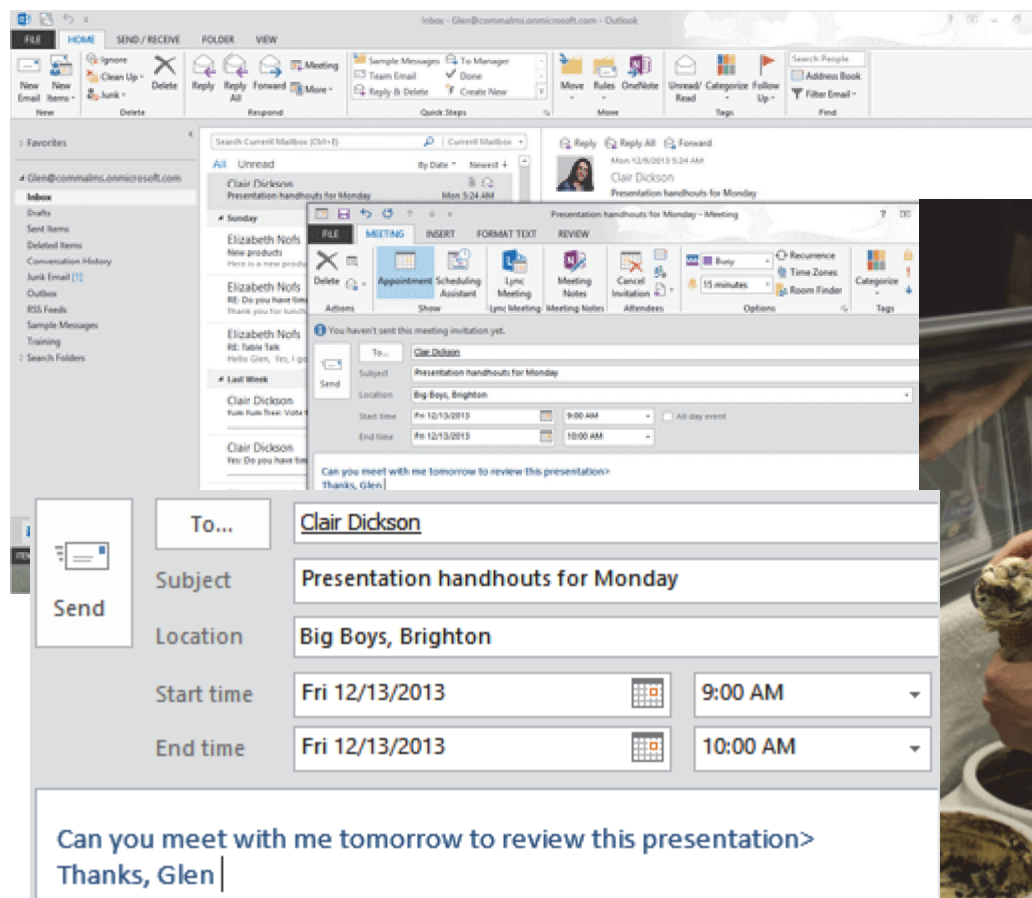 Inbox - Glen@commalms.onmicrosoft.com - Outlook
FILE HOME SEND / RECEIVE FOLDER VIEW
New Email
New Items
Ignore
Clean Up
Junk
Delete
Reply
Reply All
Forward
Meeting
More
Sample Messages
Team Email
Reply & Delete
To Manager
Done
Create New
Move
Rules
OneNote
Unread/ Read
Categorize
Follow Up
Search People
Address Book
Filter Email
New Delete Respond Quick Steps Move Tags Find
Favorites
Glen@commalms.onmicrosoft.com
Inbox
Drafts
Sent Items
Deleted Items
Conversation History
Junk Email [1]
Outbox
RSS Feeds
Sample Messages
Training
Search Folders
Search Current Mailbox (Ctrl+E) Current Mailbox
All Unread By Date Newest
Clair Dickson
Presentation handhouts for Monday Mon 5:24 AM
Sunday
Elizabeth Nofs
New products
Here is a new produ
Elizabeth Nofs
RE: Do you have tim
Thank you for lunch
Elizabeth Nofs
RE: Table Talk
Hello Glen, Yes, I go
Last Week
Clair Dickson
Yum Yum Tree: Vote f
Clair Dickson
Yes: Do you have tim
Reply Reply All Forward
Mon 12/9/2013 5:24 AM
Clair Dickson
Presentation handhouts for Monday
Presentation handhouts for Monday - Meeting
FILE MEETING INSERT FORMAT TEXT REVIEW
Delete
Appointment
Scheduling Assistant
Lync Meeting
Meeting Notes
Cancel Invitation
Busy
15 minutes
Recurrence
Time Zones
Room Finder
Categorize
Actions Show Lync Meeting Meeting Notes Attendees Options Tags
You haven't sent this meeting invitation yet.
Send
To... Clair Dickson
Subject Presentation handhouts for Monday
Location Big Boys, Brighton
Start time Fri 12/13/2013 9:00 AM All day event
End time Fri 12/13/2013 10:00 AM
Can you meet with me tomorrow to review this presentation>
Thanks, Glen
Send
To... Clair Dickson
Subject Presentation handhouts for Monday
Location Big Boys, Brighton
Start time Fri 12/13/2013 9:00 AM
End time Fri 12/13/2013 10:00 AM
Can you meet with me tomorrow to review this presentation>
Thanks, Glen